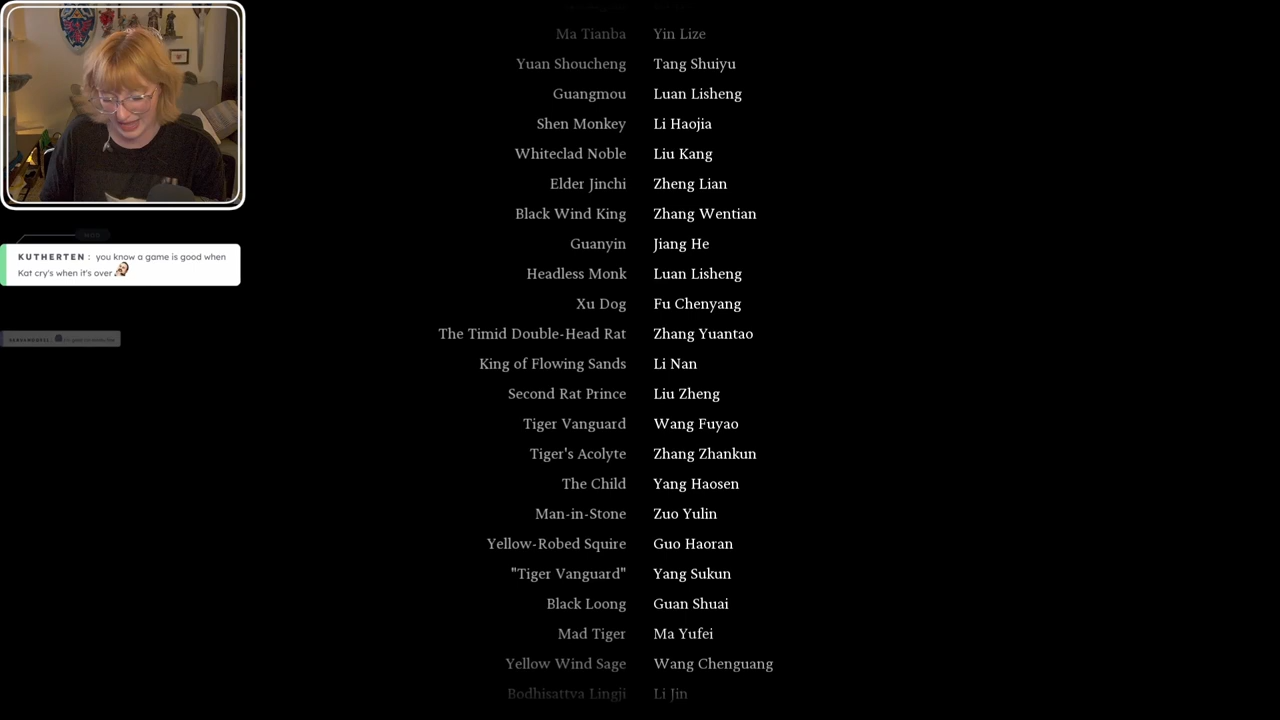 Ma Tianba Yin Lize
Yuan Shoucheng Tang Shuiyu
Guangmou Luan Lisheng
Shen Monkey Li Haojia
Whiteclad Noble Liu Kang
Elder Jinchi Zheng Lian
Black Wind King Zhang Wentian
Guanyin Jiang He
Headless Monk Luan Lisheng
Xu Dog Fu Chenyang
The Timid Double-Head Rat Zhang Yuantao
King of Flowing Sands Li Nan
Second Rat Prince Liu Zheng
Tiger Vanguard Wang Fuyao
Tiger's Acolyte Zhang Zhankun
The Child Yang Haosen
Man-in-Stone Zuo Yulin
Yellow-Robed Squire Guo Haoran
"Tiger Vanguard" Yang Sukun
Black Loong Guan Shuai
Mad Tiger Ma Yufei
Yellow Wind Sage Wang Chenguang
Bodhisattva Lingji Li Jin
MOD
KUTHERTEN : you know a game is good when
Kat cry's when it's over